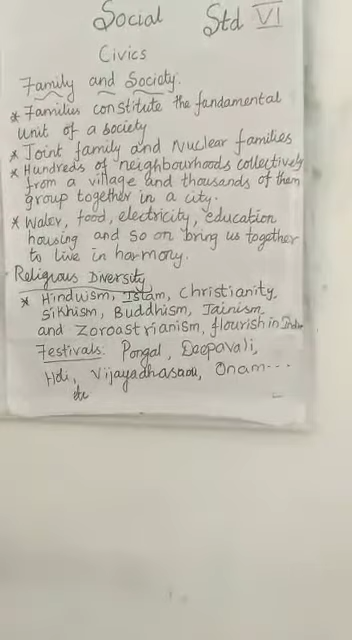 Social Std VI
Civics
Family and Society.
* Families constitute the fundamental
unit of a society
* Joint family and Nuclear families
* Hundreds of neighbourhoods collectively
from a village and thousands of them
group together in a city.
* Water, food, electricity, education
housing and so on bring us together
to live in harmony.
Religious Diversity
* Hinduism, Islam, Christianity,
Sikhism, Buddhism, Jainism
and Zoroastrianism, flourish in India
Festivals: Pongal, Deepavali,
Holi, Vijayadhasami, Onam...
etc